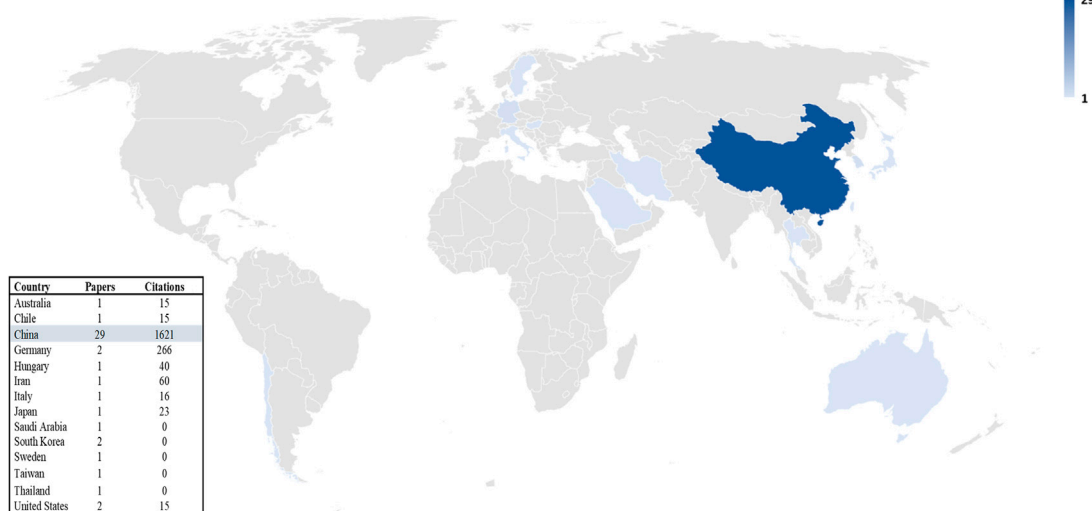 29
1
Country Papers Citations
Australia 1 15
Chile 1 15
China 29 1621
Germany 2 266
Hungary 1 40
Iran 1 60
Italy 1 16
Japan 1 23
Saudi Arabia 1 0
South Korea 2 0
Sweden 1 0
Taiwan 1 0
Thailand 1 0
United States 2 15